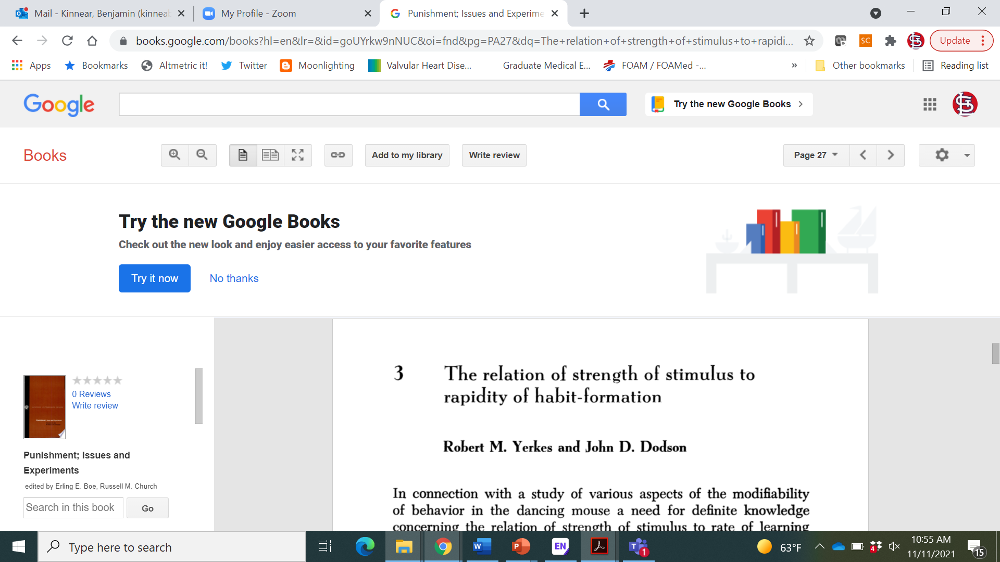 Mail - Kinnear, Benjamin (kinneab
My Profile - Zoom
Punishment; Issues and Experime
books.google.com/books?hl=en&lr=&id=goUYrkw9nNUC&oi=fnd&pg=PA27&dq=The+relation+of+strength+of+stimulus+to+rapidi...
SC
Update
Apps
Bookmarks
Altmetric it!
Twitter
Moonlighting
Valvular Heart Dise...
Graduate Medical E...
FOAM / FOAMed -...
»
Other bookmarks
Reading list
Google
Try the new Google Books
Books
Add to my library
Write review
Page 27
Try the new Google Books
Check out the new look and enjoy easier access to your favorite features
Try it now
No thanks
0 Reviews
Write review
Punishment; Issues and
Experiments
edited by Erling E. Boe, Russell M. Church
Search in this book
Go
3 The relation of strength of stimulus to
rapidity of habit-formation
Robert M. Yerkes and John D. Dodson
In connection with a study of various aspects of the modifiability
of behavior in the dancing mouse a need for definite knowledge
concerning the relation of strength of stimulus to rate of learning
Type here to search
W
P
EN
T
1
63°F
4
10:55 AM
11/11/2021
15